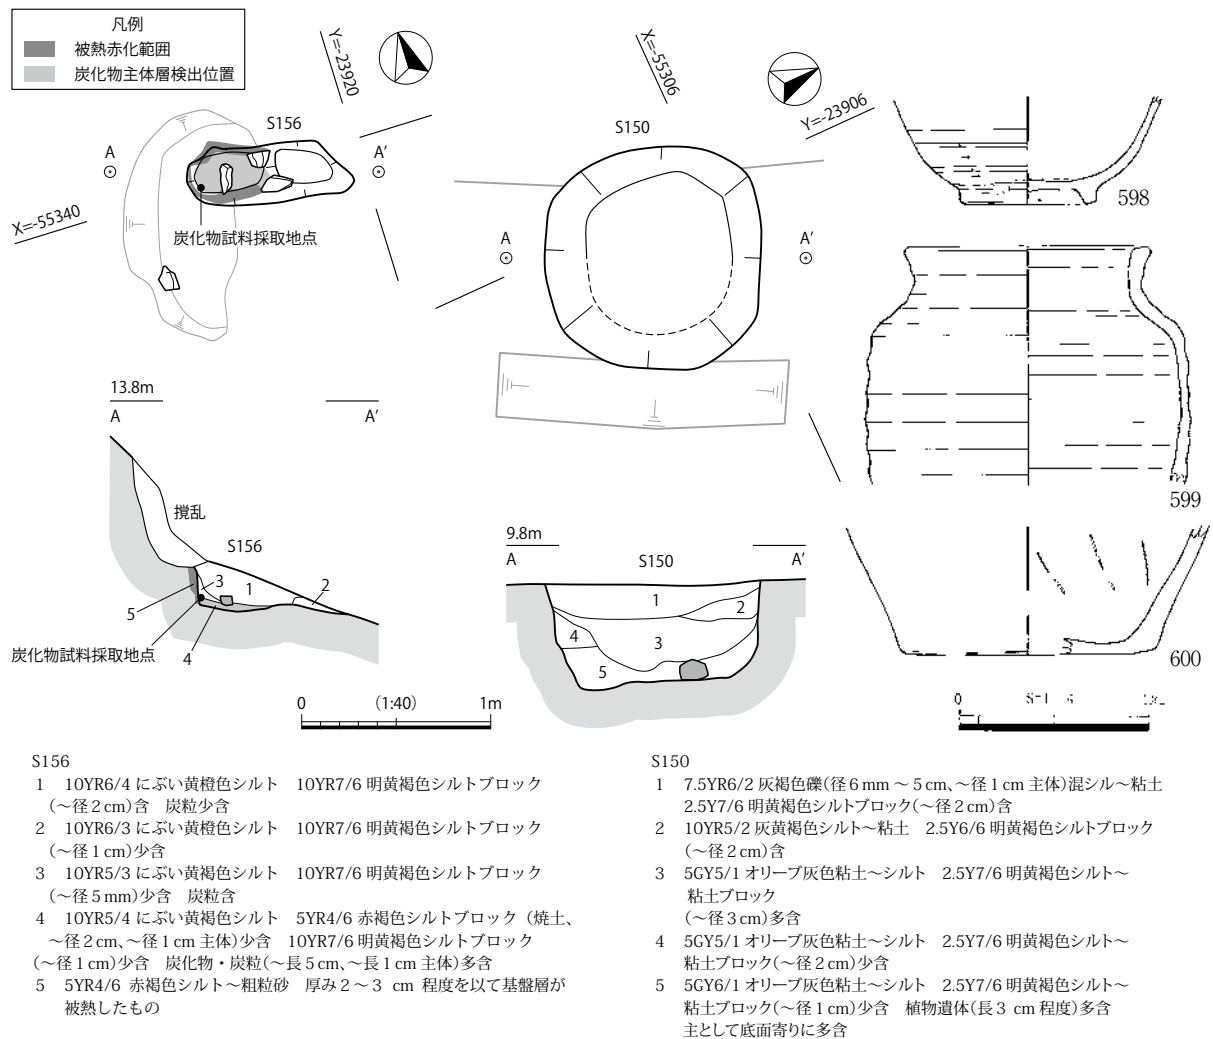 凡例
被熱赤化範囲
炭化物主体層検出位置
Y=-23920
X=-55340
S156
A
A′
炭化物試料採取地点
X=-55306
Y=-23906
S150
A
A′
598
599
600
13.8m
A
A′
撹乱
S156
1
2
3
5
4
炭化物試料採取地点
9.8m
A
S150
A′
1
2
3
4
5
0 (1:40) 1m
0
S156
1 10YR6/4 にぶい黄橙色シルト 10YR7/6 明黄褐色シルトブロック
(～径2cm)含 炭粒少含
2 10YR6/3 にぶい黄橙色シルト 10YR7/6 明黄褐色シルトブロック
(～径1cm)少含
3 10YR5/3 にぶい黄褐色シルト 10YR7/6 明黄褐色シルトブロック
(～径5mm)少含 炭粒含
4 10YR5/4 にぶい黄褐色シルト 5YR4/6 赤褐色シルトブロック（焼土、
～径2cm、～径1cm主体)少含 10YR7/6 明黄褐色シルトブロック
(～径1cm)少含 炭化物・炭粒(～長5cm、～長1cm主体)多含
5 5YR4/6 赤褐色シルト～粗粒砂 厚み2～3 cm 程度を以て基盤層が
被熱したもの
S150
1 7.5YR6/2 灰褐色礫(径6mm～5cm、～径1cm主体)混シル～粘土
2.5Y7/6 明黄褐色シルトブロック(～径2cm)含
2 10YR5/2 灰黄褐色シルト～粘土 2.5Y6/6 明黄褐色シルトブロック
(～径2cm)含
3 5GY5/1 オリーブ灰色粘土～シルト 2.5Y7/6 明黄褐色シルト～
粘土ブロック
(～径3cm)多含
4 5GY5/1 オリーブ灰色粘土～シルト 2.5Y7/6 明黄褐色シルト～
粘土ブロック(～径2cm)少含
5 5GY6/1 オリーブ灰色粘土～シルト 2.5Y7/6 明黄褐色シルト～
粘土ブロック(～径1cm)少含 植物遺体(長3 cm 程度)多含
主として底面寄りに多含